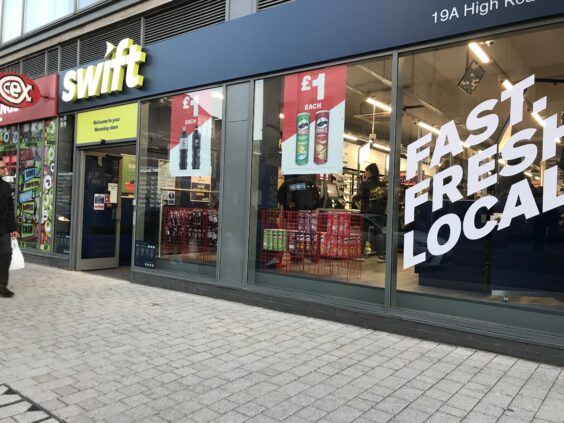 19A High Road
cex
swift
Welcome to your
Wembley store
£1
EACH
£1
EACH
FAST.
FRESH
LOCAL